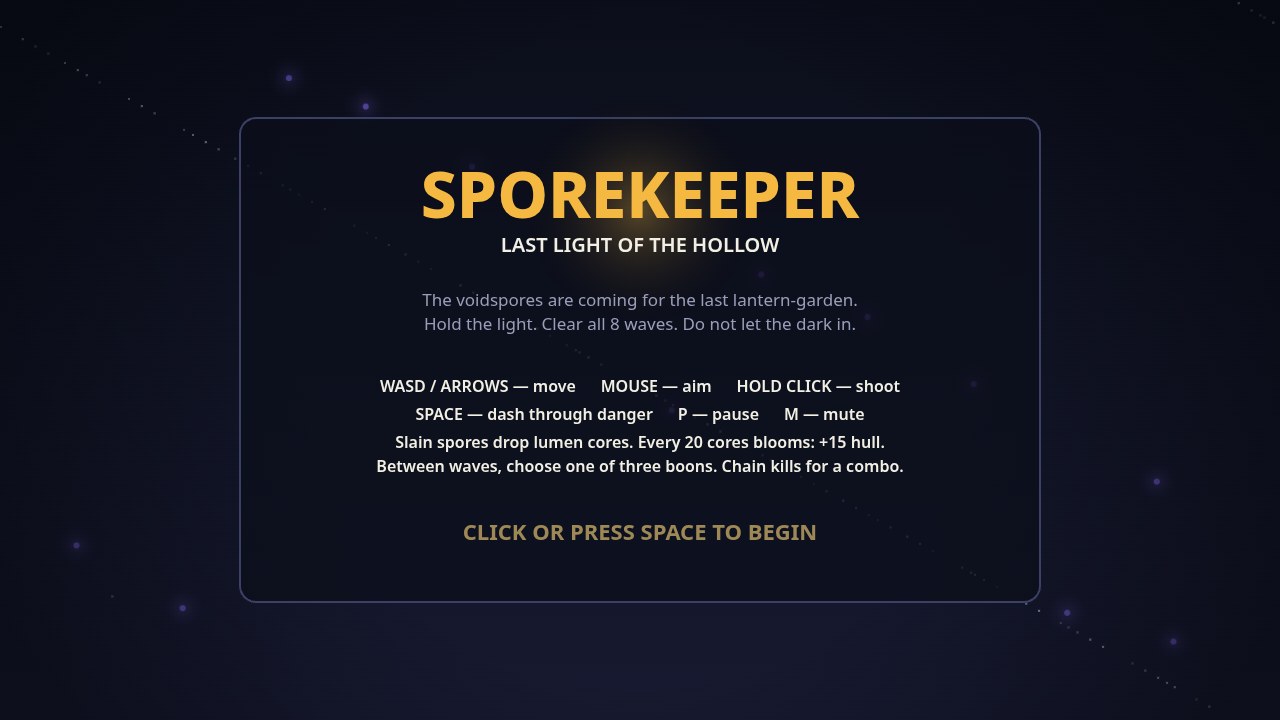 SPOREKEEPER
LAST LIGHT OF THE HOLLOW
The voidspores are coming for the last lantern-garden.
Hold the light. Clear all 8 waves. Do not let the dark in.
WASD / ARROWS — move MOUSE — aim HOLD CLICK — shoot
SPACE — dash through danger P — pause M — mute
Slain spores drop lumen cores. Every 20 cores blooms: +15 hull.
Between waves, choose one of three boons. Chain kills for a combo.
CLICK OR PRESS SPACE TO BEGIN